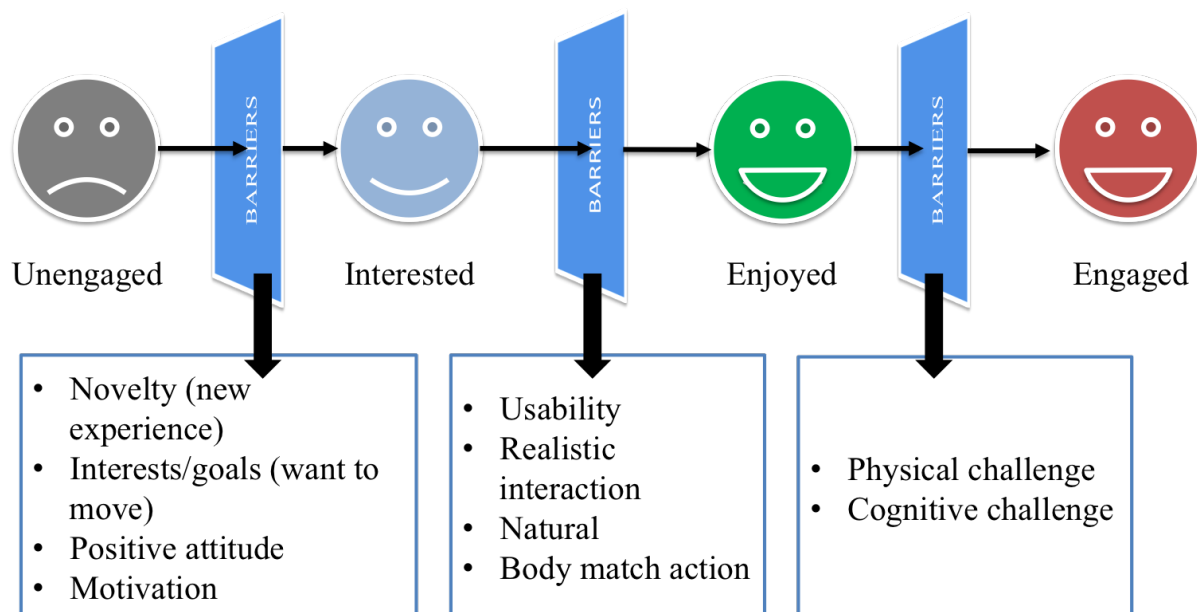 BARRIERS
BARRIERS
BARRIERS
Unengaged
Interested
Enjoyed
Engaged
• Novelty (new
experience)
• Interests/goals (want to
move)
• Positive attitude
• Motivation
• Usability
• Realistic
interaction
• Natural
• Body match action
• Physical challenge
• Cognitive challenge